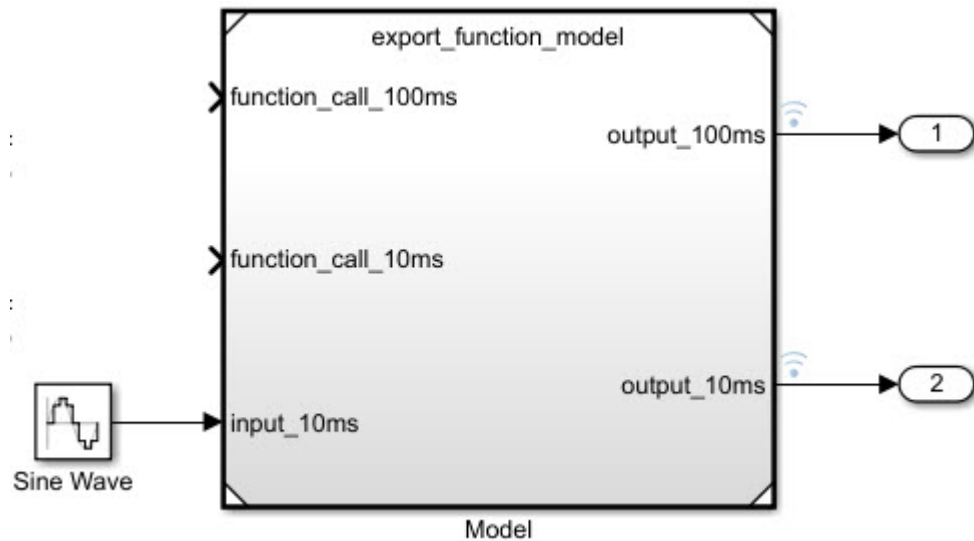 export_function_model
function_call_100ms
output_100ms
1
function_call_10ms
output_10ms
2
input_10ms
Sine Wave
Model